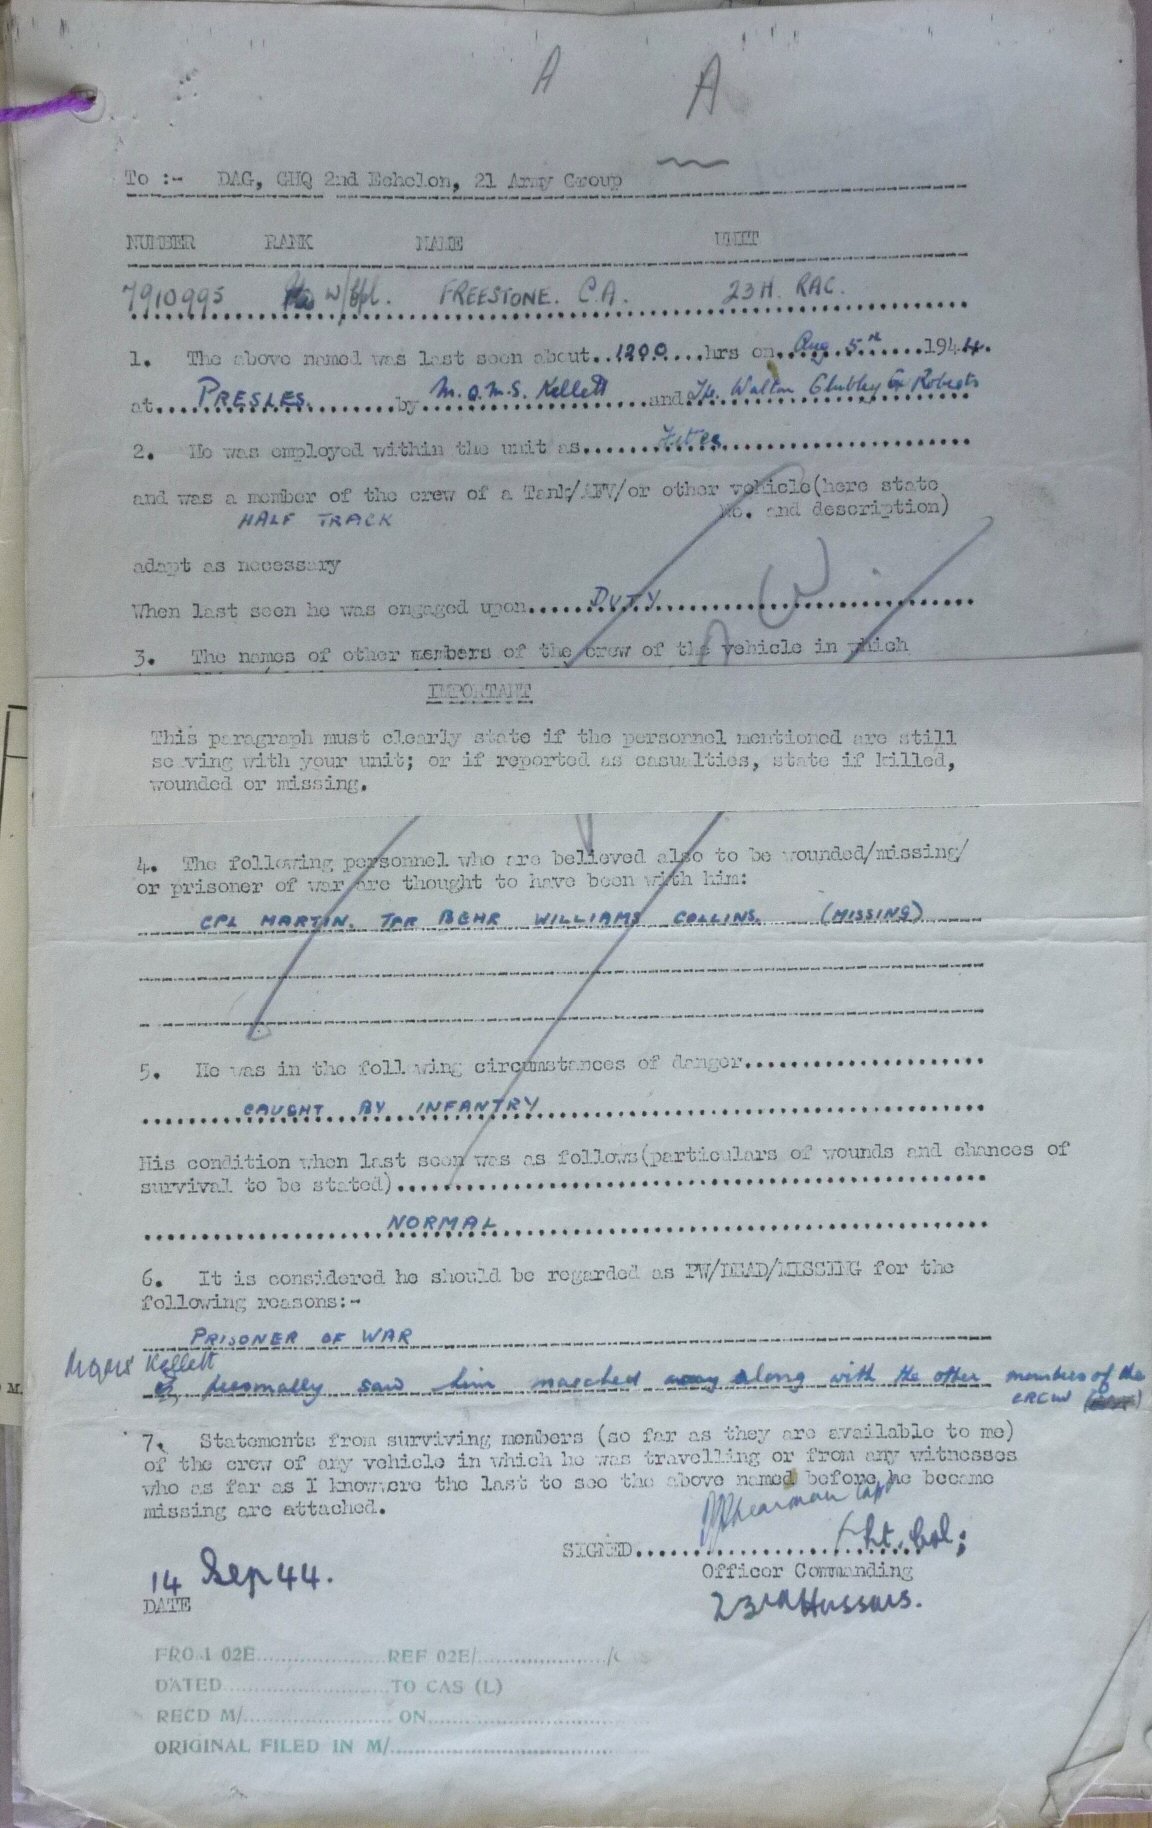 A A
To :- DAG, GHQ 2nd Echelon, 21 Army Group
NUMBER RANK NAME UNIT
7910995 W/Cpl. FREESTONE. C.A. 23H. RAC.
1. The above named was last seen about..1200....hrs on..Aug 5th......1944.
at....PRESLES..........by M.Q.M.S. Kellett and Tpr. Walton Glubley Roberts
2. He was employed within the unit as......Fitter
and was a member of the crew of a Tank/AFV/or other vehicle(here state
No. and description)
HALF TRACK
adapt as necessary
When last seen he was engaged upon......DUTY
3. The names of other members of the crew of the vehicle in which
IMPORTANT
This paragraph must clearly state if the personnel mentioned are still
se ving with your unit; or if reported as casualties, state if killed,
wounded or missing.
4. The following personnel who are believed also to be wounded/missing/
or prisoner of war are thought to have been with him:
CPL MARTIN. TPR BEHR WILLIAMS COLLINS. (MISSING)
5. He was in the foll wing circumstances of danger
CAUGHT BY INFANTRY
His condition when last seen was as follows(particulars of wounds and chances of
survival to be stated)
NORMAL
6. It is considered he should be regarded as PW/DEAD/MISSING for the
following reasons:-
PRISONER OF WAR
Kellett
personally saw him marched away along with the other members of the
CREW
7. Statements from surviving members (so far as they are available to me)
of the crew of any vehicle in which he was travelling or from any witnesses
who as far as I know were the last to see the above named before he became
missing are attached.
Capt
SIGNED Lt. Col;
Officer Commanding
14 Sep 44. 23rd Hussars.
DATE
FROM 02E REF 02E/
DATED TO CAS (L)
RECD M/ ON
ORIGINAL FILED IN M/